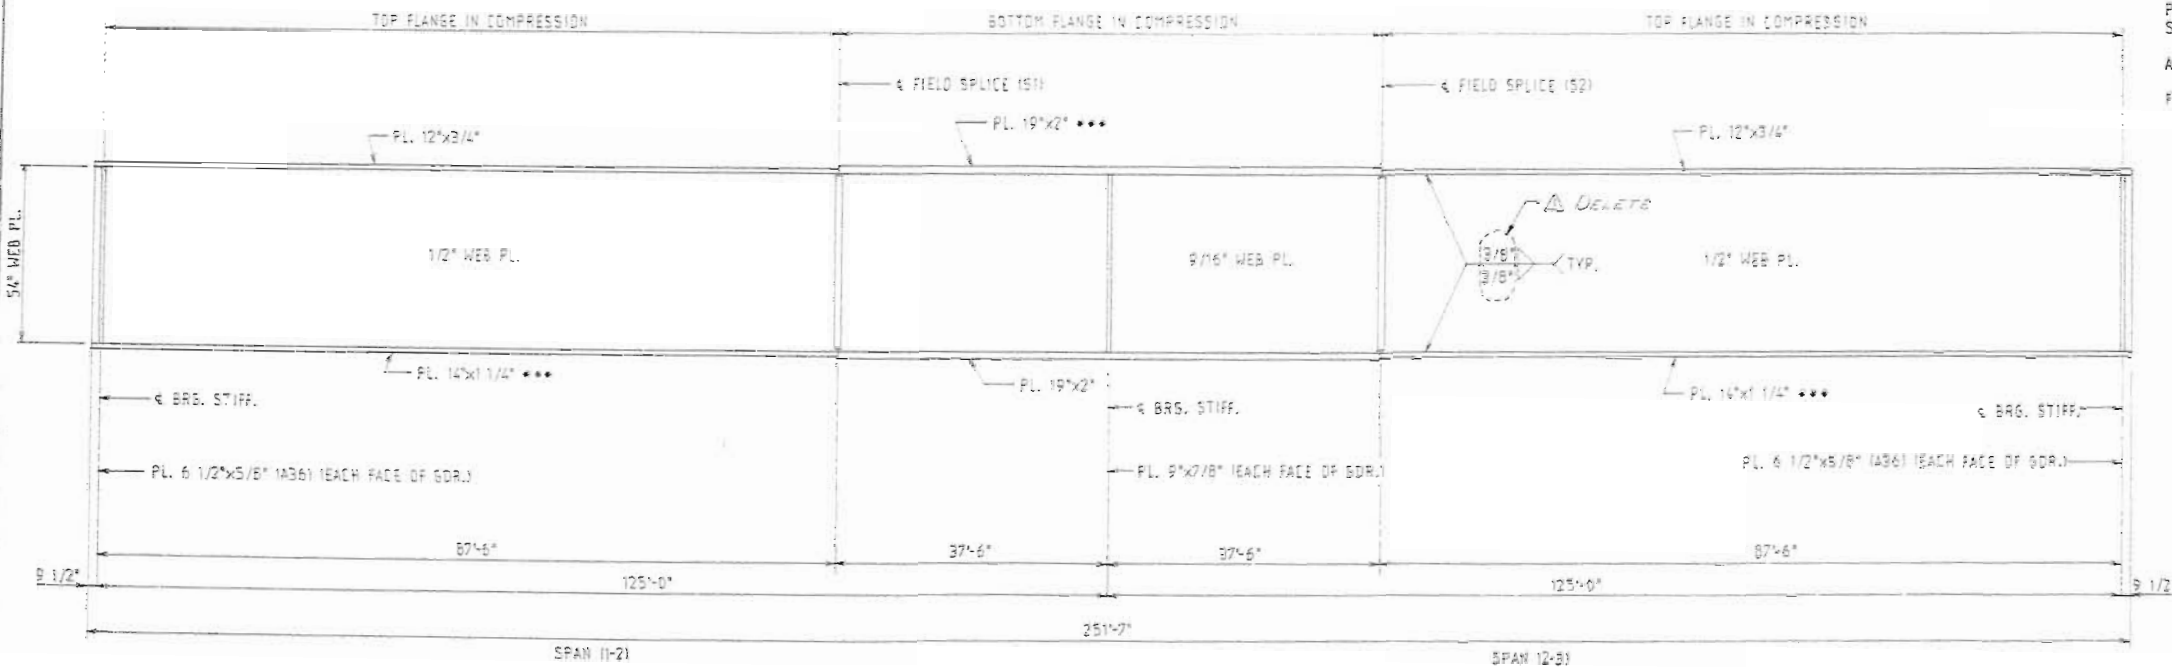 TOP FLANGE IN COMPRESSION
BOTTOM FLANGE IN COMPRESSION
TOP FLANGE IN COMPRESSION
P
S
A
F
℄ FIELD SPLICE (S1)
℄ FIELD SPLICE (S2)
PL. 12"x3/4"
PL. 19"x2" ***
PL. 12"x3/4"
54" WEB PL.
1/2" WEB PL.
9/16" WEB PL.
1 DELETE
3/8"
3/8"
TYP.
1/2" WEB PL.
PL. 14"x1 1/4" ***
PL. 19"x2"
PL. 14"x1 1/4" ***
℄ BRG. STIFF.
℄ BRG. STIFF.
℄ BRG. STIFF.
PL. 6 1/2"x5/8" (A36) (EACH FACE OF GDR.)
PL. 9"x7/8" (EACH FACE OF GDR.)
PL. 6 1/2"x5/8" (A36) (EACH FACE OF GDR.)
87'-6"
37'-6"
37'-6"
87'-6"
9 1/2"
125'-0"
125'-0"
9 1/2
251'-7"
SPAN (1-2)
SPAN (2-3)